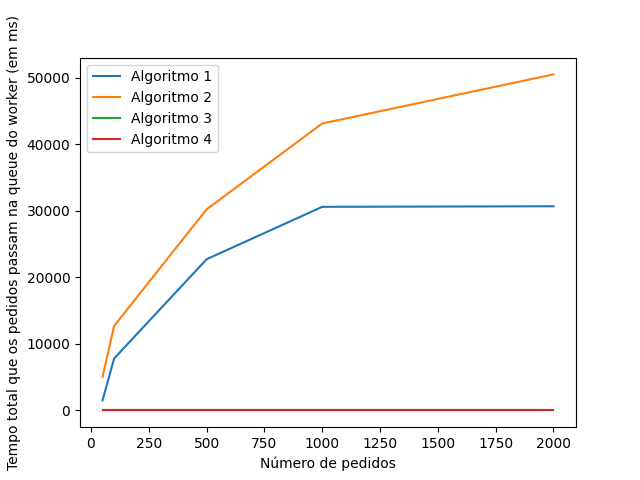 Tempo total que os pedidos passam na queue do worker (em ms)
50000
40000
30000
20000
10000
0
Algoritmo 1
Algoritmo 2
Algoritmo 3
Algoritmo 4
0 250 500 750 1000 1250 1500 1750 2000
Número de pedidos